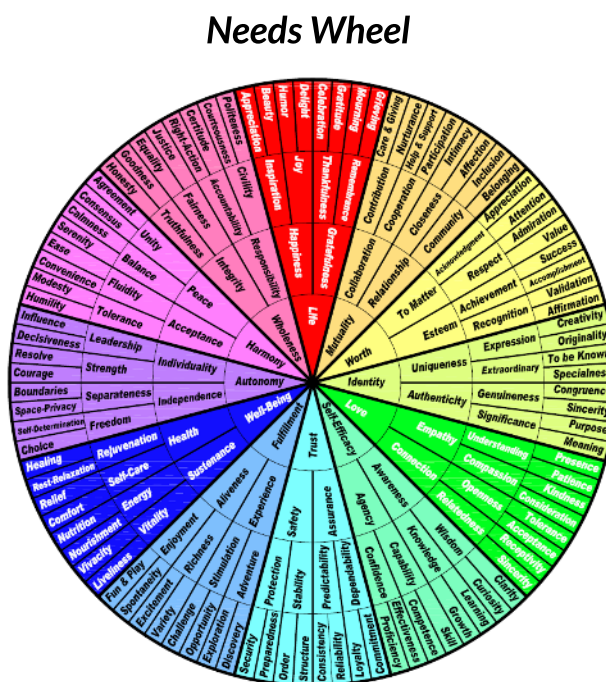 Needs Wheel
Life
Happiness
Gratefulness
Inspiration
Joy
Thankfulness
Remembrance
Appreciation
Beauty
Humor
Delight
Celebration
Gratitude
Mourning
Grieving
Mutuality
Collaboration
Relationship
Contribution
Cooperation
Closeness
Community
Care & Giving
Nurturance
Help & Support
Participation
Intimacy
Affection
Inclusion
Belonging
Worth
To Matter
Esteem
Acknowledgment
Respect
Achievement
Recognition
Appreciation
Attention
Admiration
Value
Success
Accomplishment
Validation
Affirmation
Identity
Uniqueness
Authenticity
Expression
Extraordinary
Genuineness
Significance
Creativity
Originality
To be Known
Specialness
Congruenc
Sincerity
Purpose
Meaning
Love
Empathy
Connection
Relatedness
Understanding
Compassion
Openness
Presence
Patience
Kindness
Consideration
Tolerance
Acceptance
Receptivity
Sincerity
Self-Efficacy
Awareness
Agency
Wisdom
Knowledge
Capability
Confidence
Clarity
Curiosity
Learning
Growth
Skill
Competence
Effectiveness
Proficiency
Trust
Assurance
Safety
Dependability
Predictability
Stability
Protection
Commitment
Loyalty
Reliability
Consistency
Structure
Order
Preparedness
Security
Fulfillment
Experience
Aliveness
Adventure
Stimulation
Richness
Enjoyment
Discovery
Exploration
Opportunity
Challenge
Variety
Excitement
Spontaneity
Fun & Play
Well-Being
Sustenance
Health
Vitality
Energy
Self-Care
Rejuvenation
Liveliness
Vivacity
Nourishment
Nutrition
Comfort
Relief
Rest-Relaxation
Healing
Autonomy
Independence
Individuality
Freedom
Separateness
Strength
Leadership
Choice
Self-Determination
Space-Privacy
Boundaries
Courage
Resolve
Decisiveness
Influence
Harmony
Acceptance
Peace
Tolerance
Fluidity
Balance
Unity
Humility
Modesty
Convenience
Ease
Serenity
Calmness
Consensus
Agreement
Wholeness
Integrity
Responsibility
Truthfulness
Fairness
Accountability
Civility
Honesty
Goodness
Equality
Justice
Right-Action
Certitude
Courteousness
Politeness